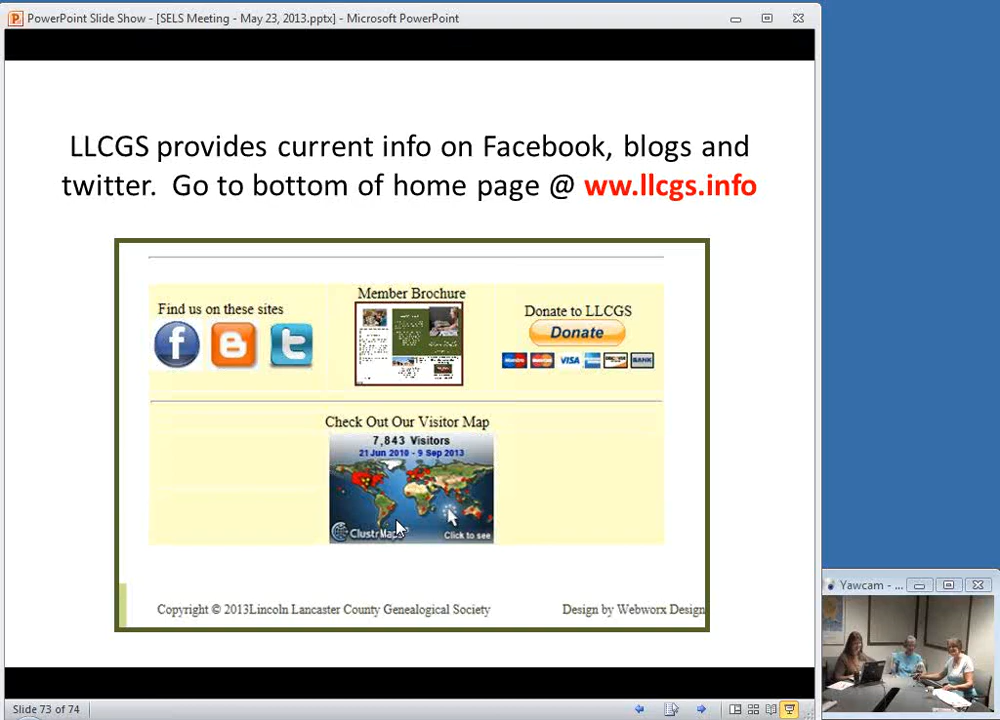 PowerPoint Slide Show - [SELS Meeting - May 23, 2013.pptx] - Microsoft PowerPoint
LLCGS provides current info on Facebook, blogs and
twitter. Go to bottom of home page @ ww.llcgs.info
Find us on these sites
Member Brochure
Donate to LLCGS
Donate
VISA
BANK
Check Out Our Visitor Map
7,843 Visitors
21 Jun 2010 - 9 Sep 2013
ClustrMaps
Click to see
Copyright © 2013Lincoln Lancaster County Genealogical Society
Design by Webworx Design
Yawcam - ...
Slide 73 of 74